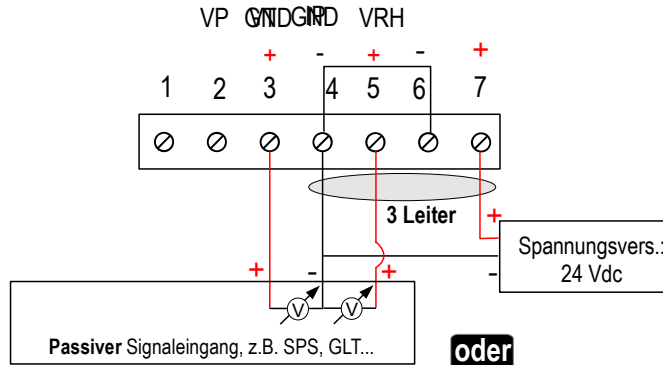 VP VRH
+ - + - +
1 2 3 4 5 6 7
3 Leiter
+
Spannungsvers.:
24 Vdc
-
+ - +
V V
Passiver Signaleingang, z.B. SPS, GLT...
oder